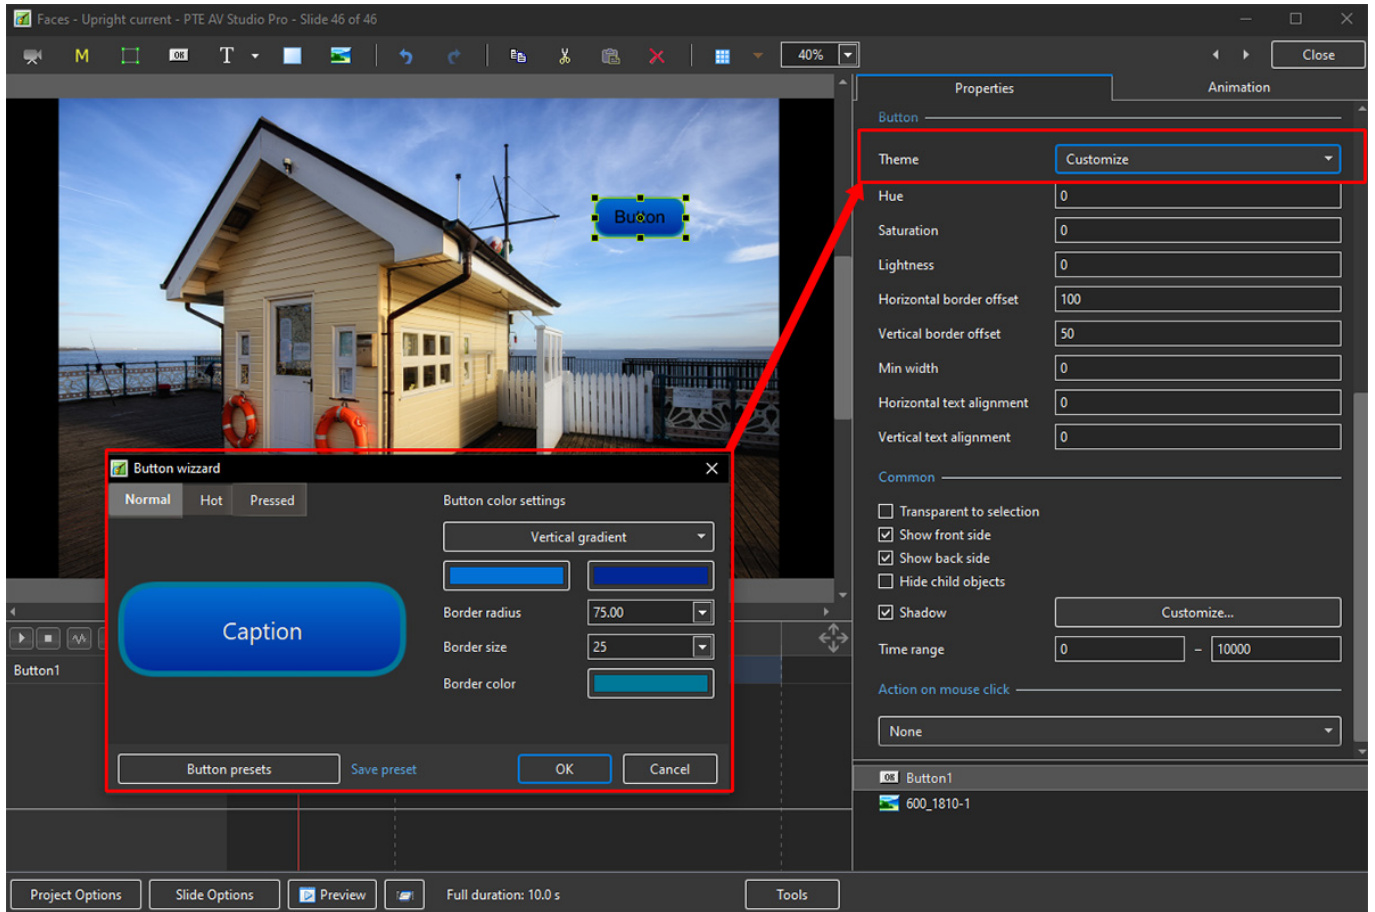 Faces - Upright current - PTE AV Studio Pro - Slide 46 of 46
M OK T 40% Close
Properties Animation
Button
Theme Customize
Hue 0
Saturation 0
Lightness 0
Horizontal border offset 100
Vertical border offset 50
Min width 0
Horizontal text alignment 0
Vertical text alignment 0
Common
Transparent to selection
Show front side
Show back side
Hide child objects
Shadow Customize...
Time range 0 – 10000
Action on mouse click
None
OK Button1
600_1810-1
Button
Button wizzard
Normal Hot Pressed
Button color settings
Vertical gradient
Border radius 75.00
Border size 25
Border color
Caption
Button presets Save preset OK Cancel
Button1
Project Options Slide Options Preview Full duration: 10.0 s Tools